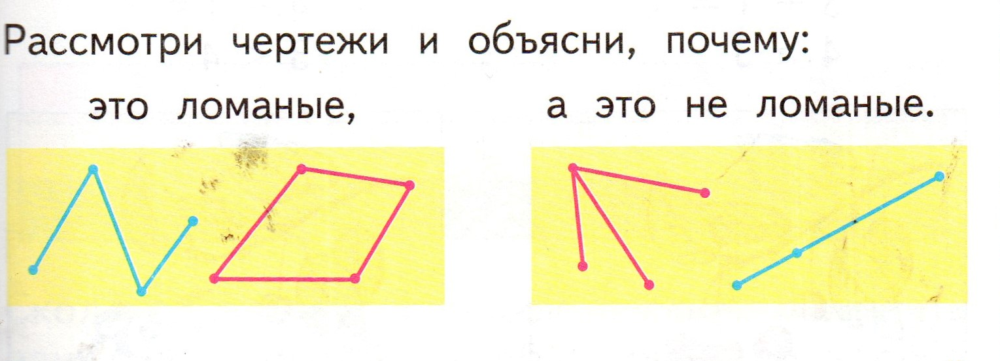 Рассмотри чертежи и объясни, почему:
это ломаные, а это не ломаные.